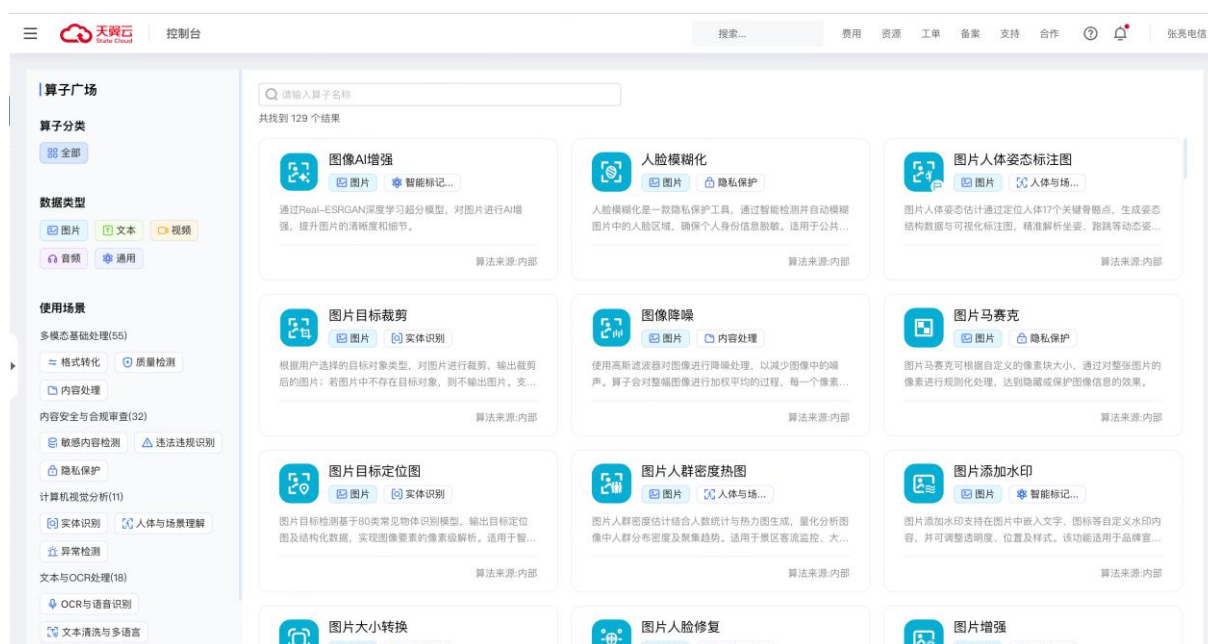 天翼云
State Cloud
控制台
搜索...
费用 资源 工单 备案 支持 合作
张亮电信
算子广场
算子分类
全部
数据类型
图片 文本 视频
音频 通用
使用场景
多模态基础处理(55)
格式转化 质量检测
内容处理
内容安全与合规审查(32)
敏感内容检测 违法违规识别
隐私保护
计算机视觉分析(11)
实体识别 人体与场景理解
异常检测
文本与OCR处理(18)
OCR与语音识别
文本清洗与多语言
请输入算子名称
共找到 129 个结果
图像AI增强
图片 智能标记...
通过Real-ESRGAN深度学习超分模型，对图片进行AI增
强，提升图片的清晰度和细节。
算法来源:内部
人脸模糊化
图片 隐私保护
人脸模糊化是一款隐私保护工具，通过智能检测并自动模糊
图片中的人脸区域，确保个人身份信息脱敏。适用于公共...
算法来源:内部
图片人体姿态标注图
图片 人体与场...
图片人体姿态估计通过定位人体17个关键骨骼点，生成姿态
结构数据与可视化标注图，精准解析坐姿、跑跳等动态姿...
算法来源:内部
图片目标裁剪
图片 实体识别
根据用户选择的目标对象类型，对图片进行裁剪，输出裁剪
后的图片；若图片中不存在目标对象，则不输出图片。支...
算法来源:内部
图像降噪
图片 内容处理
使用高斯滤波器对图像进行降噪处理，以减少图像中的噪
声。算子会对整幅图像进行加权平均的过程，每一个像素...
算法来源:内部
图片马赛克
图片 隐私保护
图片马赛克可根据自定义的像素块大小，通过对整张图片的
像素进行规则化处理，达到隐藏或保护图像信息的效果。
算法来源:内部
图片目标定位图
图片 实体识别
图片目标检测基于80类常见物体识别模型，输出目标定位
图及结构化数据，实现图像要素的像素级解析。适用于智...
算法来源:内部
图片人群密度热图
图片 人体与场...
图片人群密度估计结合人数统计与热力图生成，量化分析图
像中人群分布密度及聚集趋势。适用于景区客流监控、大...
算法来源:内部
图片添加水印
图片 智能标记...
图片添加水印支持在图片中嵌入文字、图标等自定义水印内
容，并可调整透明度、位置及样式。该功能适用于品牌宣...
算法来源:内部
图片大小转换
图片人脸修复
图片增强